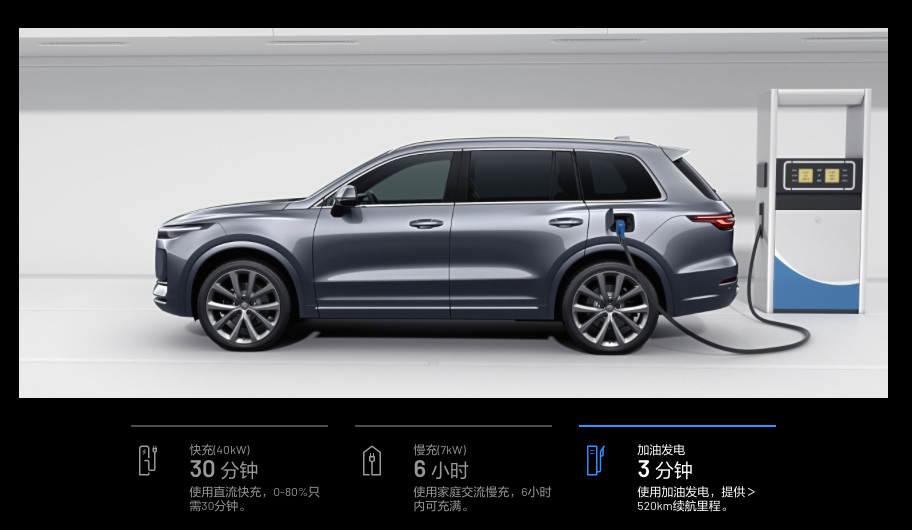 快充(40kW)
30 分钟
使用直流快充，0-80%只
需30分钟。
慢充(7kW)
6 小时
使用家庭交流慢充，6小时
内可充满。
加油发电
3 分钟
使用加油发电，提供＞
520km续航里程。